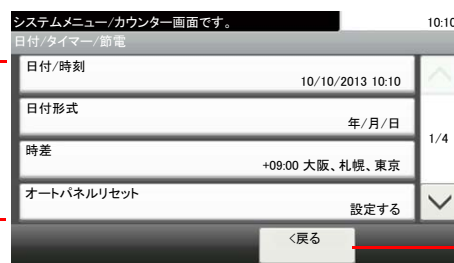 システムメニュー/カウンター画面です。
10:10
日付/タイマー/節電
日付/時刻
10/10/2013 10:10
日付形式
年/月/日
1/4
時差
+09:00 大阪、札幌、東京
オートパネルリセット
設定する
<戻る